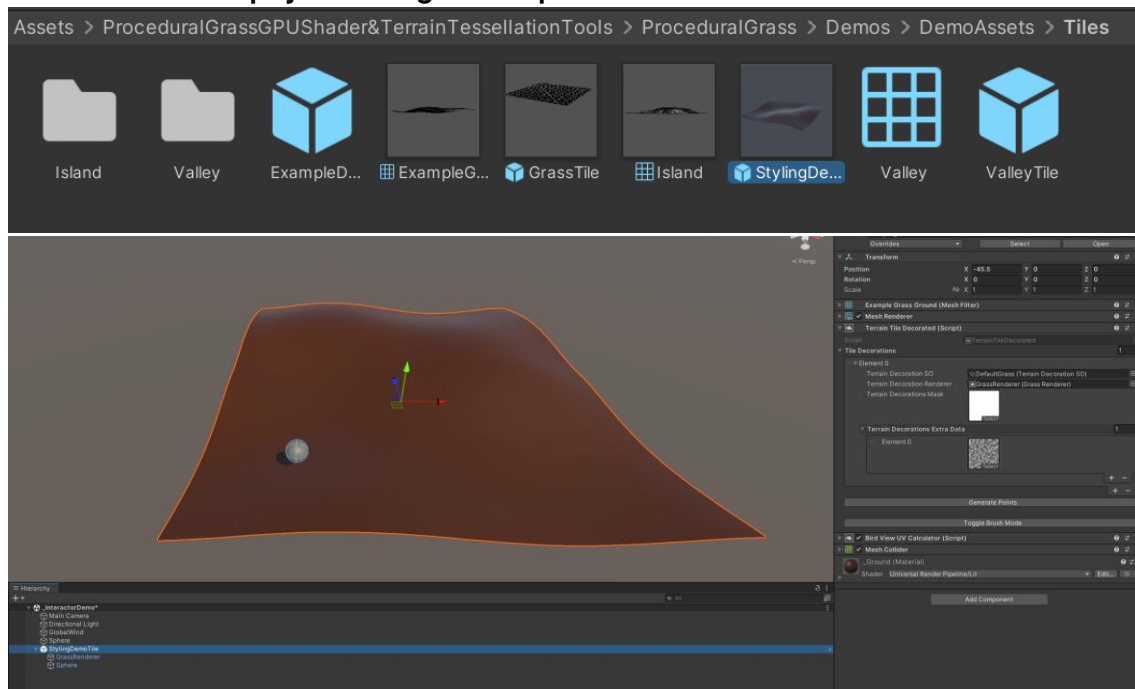 Assets > ProceduralGrassGPUShader&TerrainTessellationTools > ProceduralGrass > Demos > DemoAssets > Tiles
Island Valley ExampleD... ExampleG... GrassTile Island StylingDe... Valley ValleyTile
< Persp
Overrides Select Open
Transform
Position X -45.5 Y 0 Z 0
Rotation X 0 Y 0 Z 0
Scale X 1 Y 1 Z 1
Example Grass Ground (Mesh Filter)
Mesh Renderer
Terrain Tile Decorated (Script)
Script TerrainTileDecorated
Tile Decorations 1
Element 0
Terrain Decoration SO DefaultGrass (Terrain Decoration SO)
Terrain Decoration Renderer GrassRenderer (Grass Renderer)
Terrain Decorations Mask
Select
Terrain Decorations Extra Data 1
Element 0
Select
+ -
+ -
Generate Points
Toggle Brush Mode
Bird View UV Calculator (Script)
Mesh Collider
_Ground (Material)
Shader Universal Render Pipeline/Lit Edit...
Add Component
Hierarchy
_InteractorDemo*
Main Camera
Directional Light
GlobalWind
Sphere
StylingDemoTile
GrassRenderer
Sphere